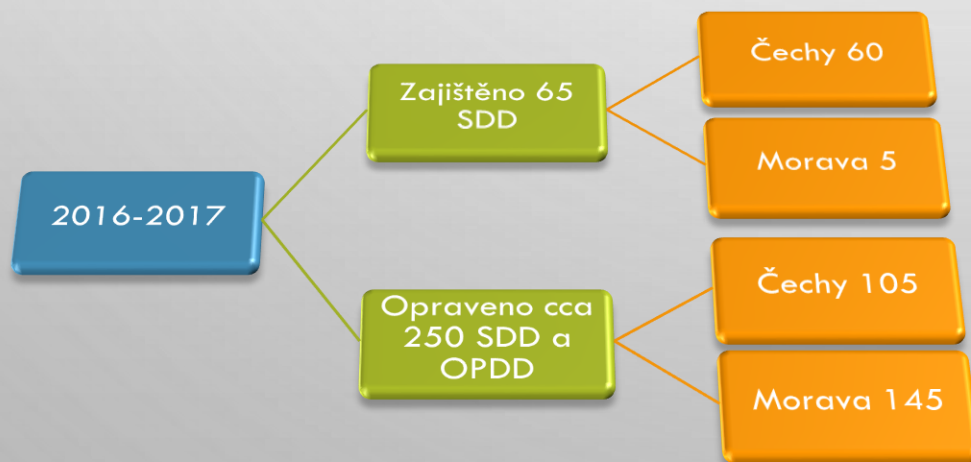 2016-2017
Zajištěno 65
SDD
Čechy 60
Morava 5
Opraveno cca
250 SDD a
OPDD
Čechy 105
Morava 145